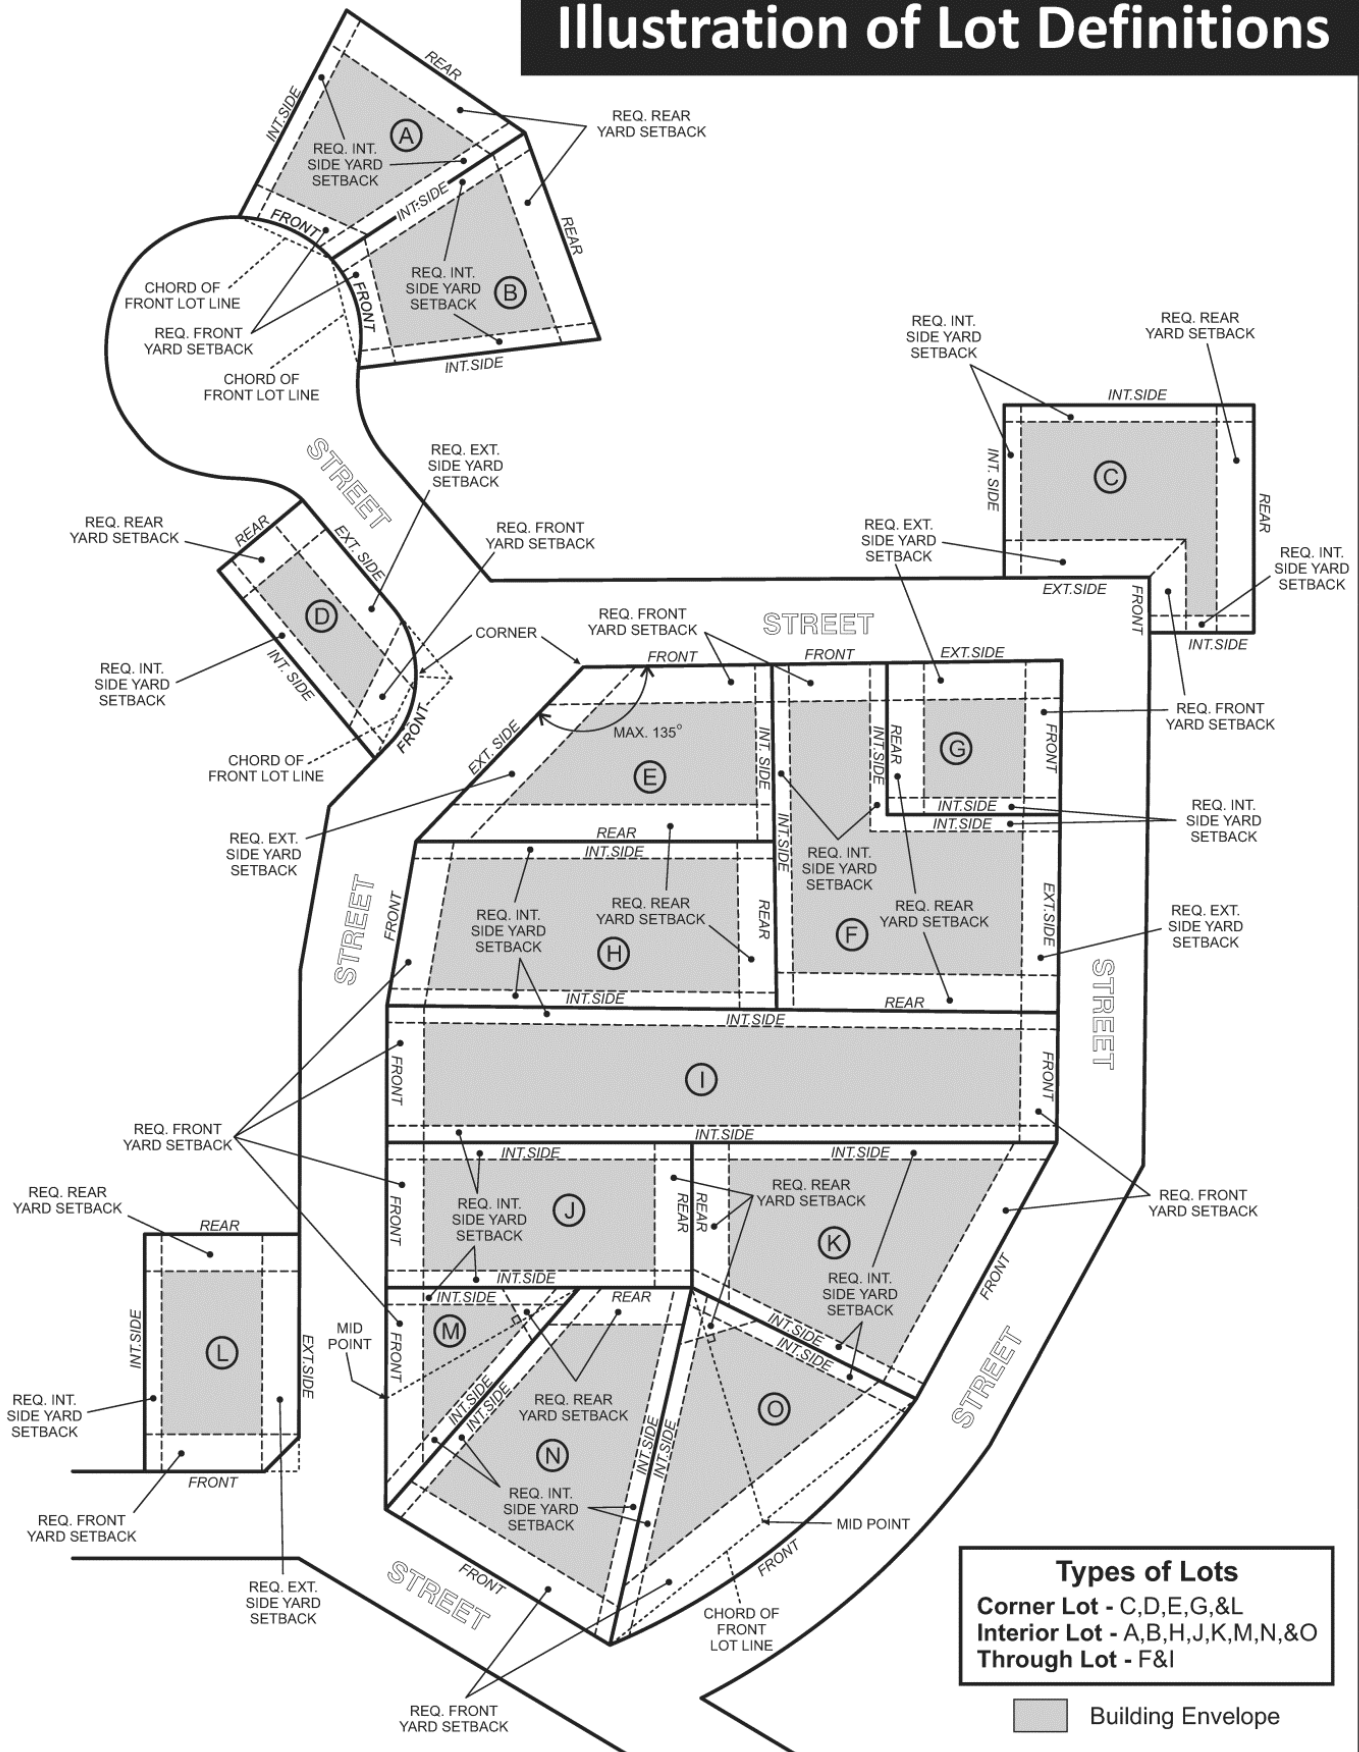 Illustration of Lot Definitions
REAR
INT.SIDE
A
REQ. REAR
YARD SETBACK
REQ. INT.
SIDE YARD
SETBACK
INT.SIDE
FRONT
REAR
REQ. INT.
SIDE YARD
SETBACK
B
FRONT
CHORD OF
FRONT LOT LINE
REQ. FRONT
YARD SETBACK
CHORD OF
FRONT LOT LINE
INT.SIDE
REQ. INT.
SIDE YARD
SETBACK
REQ. REAR
YARD SETBACK
INT.SIDE
INT. SIDE
C
REAR
REQ. EXT.
SIDE YARD
SETBACK
EXT.SIDE
FRONT
REQ. INT.
SIDE YARD
SETBACK
INT.SIDE
REQ. FRONT
YARD SETBACK
STREET
REQ. EXT.
SIDE YARD
SETBACK
REQ. REAR
YARD SETBACK
REAR
EXT. SIDE
REQ. FRONT
YARD SETBACK
D
CORNER
REQ. INT.
SIDE YARD
SETBACK
INT. SIDE
FRONT
CHORD OF
FRONT LOT LINE
REQ. FRONT
YARD SETBACK
STREET
FRONT
FRONT
EXT.SIDE
EXT. SIDE
MAX. 135°
E
INT. SIDE
INT.SIDE
REAR
G
FRONT
INT.SIDE
INT.SIDE
REQ. INT.
SIDE YARD
SETBACK
REQ. EXT.
SIDE YARD
SETBACK
REAR
INT.SIDE
INT.SIDE
REQ. INT.
SIDE YARD
SETBACK
STREET
FRONT
REQ. INT.
SIDE YARD
SETBACK
REQ. REAR
YARD SETBACK
REAR
H
REQ. REAR
YARD SETBACK
F
EXT.SIDE
REQ. EXT.
SIDE YARD
SETBACK
INT.SIDE
REAR
STREET
INT.SIDE
FRONT
I
FRONT
REQ. FRONT
YARD SETBACK
INT.SIDE
INT.SIDE
INT.SIDE
FRONT
REQ. INT.
SIDE YARD
SETBACK
J
REAR
REAR
REQ. REAR
YARD SETBACK
K
REQ. FRONT
YARD SETBACK
REQ. INT.
SIDE YARD
SETBACK
FRONT
INT.SIDE
REQ. REAR
YARD SETBACK
REAR
INT.SIDE
L
EXT.SIDE
REQ. INT.
SIDE YARD
SETBACK
FRONT
REQ. FRONT
YARD SETBACK
REQ. EXT.
SIDE YARD
SETBACK
INT.SIDE
REAR
MID
POINT
M
FRONT
INT.SIDE
INT.SIDE
REQ. REAR
YARD SETBACK
N
REQ. INT.
SIDE YARD
SETBACK
INT.SIDE
INT.SIDE
INT.SIDE
INT.SIDE
O
STREET
MID POINT
FRONT
CHORD OF
FRONT
LOT LINE
FRONT
STREET
REQ. FRONT
YARD SETBACK
Types of Lots
Corner Lot - C,D,E,G,&L
Interior Lot - A,B,H,J,K,M,N,&O
Through Lot - F&I
Building Envelope